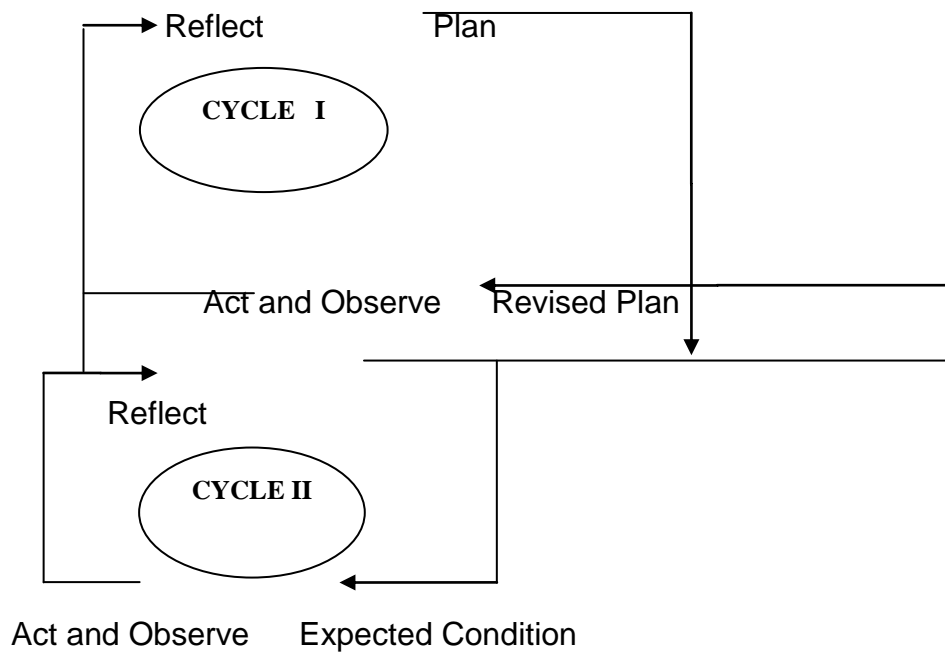 Reflect Plan
CYCLE I
Act and Observe Revised Plan
Reflect
CYCLE II
Act and Observe Expected Condition